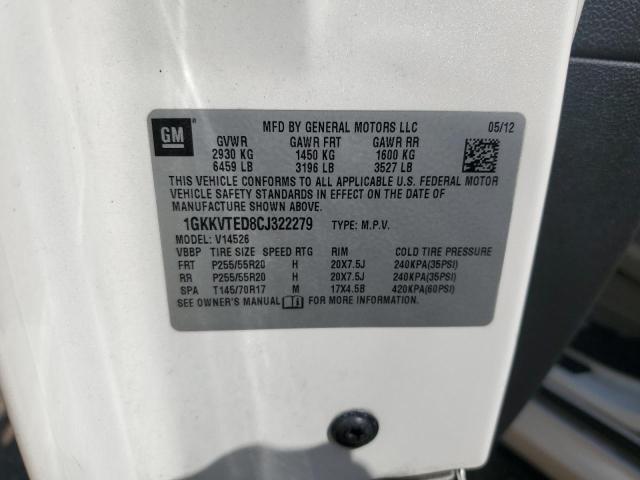 GM
MFD BY GENERAL MOTORS LLC 05/12
GVWR GAWR FRT GAWR RR
2930 KG 1450 KG 1600 KG
6459 LB 3196 LB 3527 LB
THIS VEHICLE CONFORMS TO ALL APPLICABLE U.S. FEDERAL MOTOR
VEHICLE SAFETY STANDARDS IN EFFECT ON THE DATE OF
MANUFACTURE SHOWN ABOVE.
1GKKVTED8CJ322279 TYPE: M.P.V.
MODEL: V14526
VBBP TIRE SIZE SPEED RTG RIM COLD TIRE PRESSURE
FRT P255/55R20 H 20X7.5J 240KPA(35PSI)
RR P255/55R20 H 20X7.5J 240KPA(35PSI)
SPA T145/70R17 M 17X4.5B 420KPA(60PSI)
SEE OWNER'S MANUAL FOR MORE INFORMATION.